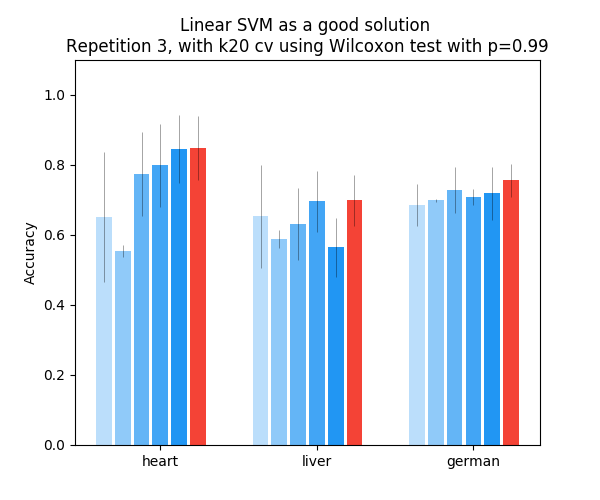 Linear SVM as a good solution
Repetition 3, with k20 cv using Wilcoxon test with p=0.99
1.0
0.8
0.6
0.4
0.2
0.0
Accuracy
heart liver german